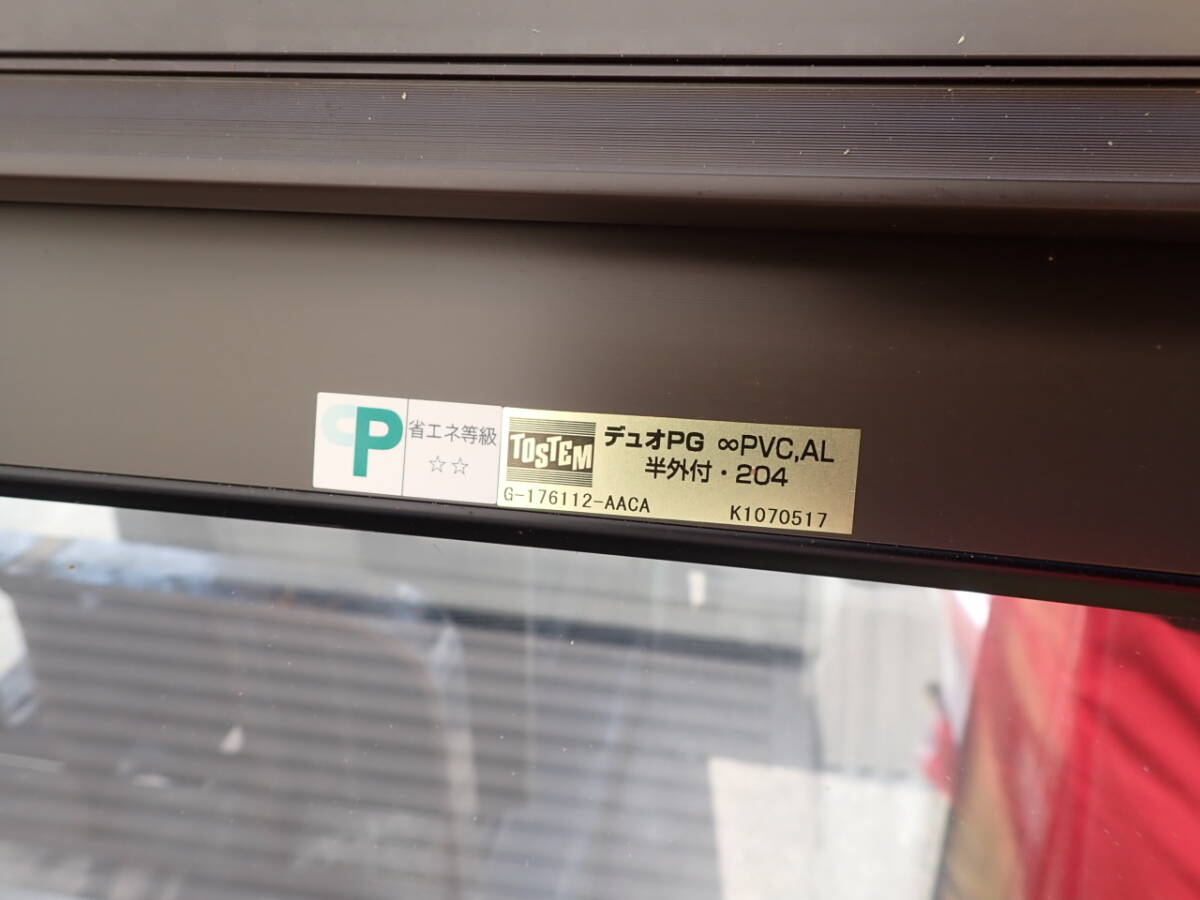 CP
省エネ等級
☆☆
TOSTEM
デュオPG ∞PVC,AL
半外付・204
G-176112-AACA K1070517